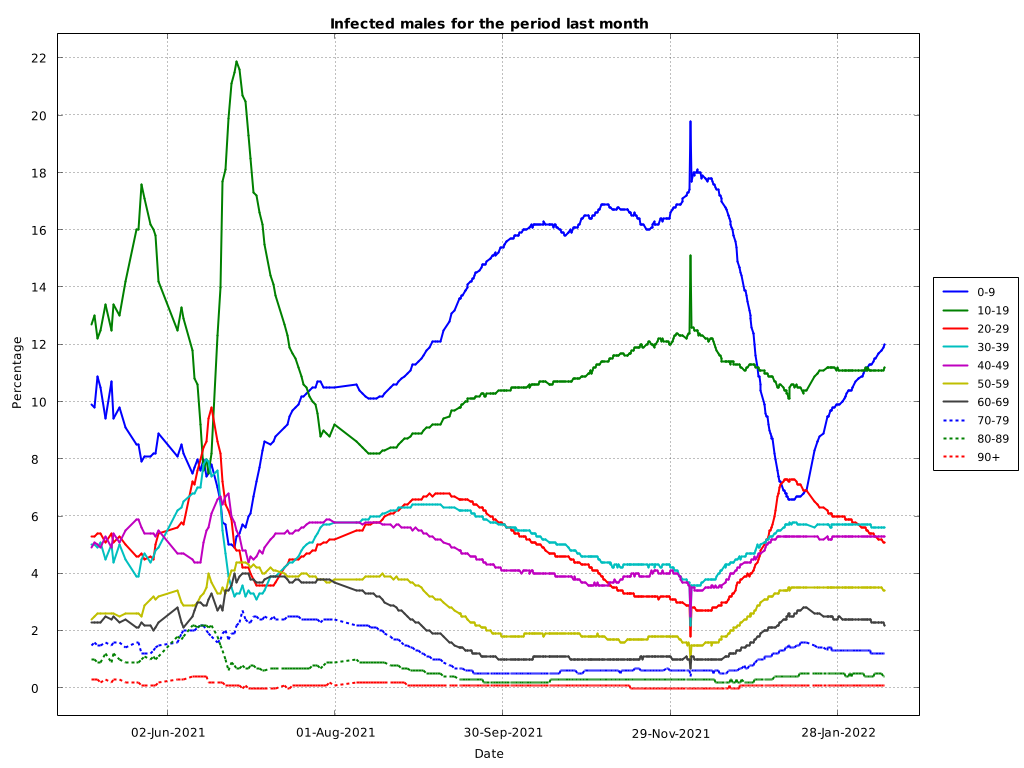 Infected males for the period last month
Percentage
22
20
18
16
14
12
10
8
6
4
2
0
02-Jun-2021
01-Aug-2021
30-Sep-2021
29-Nov-2021
28-Jan-2022
Date
0-9
10-19
20-29
30-39
40-49
50-59
60-69
70-79
80-89
90+